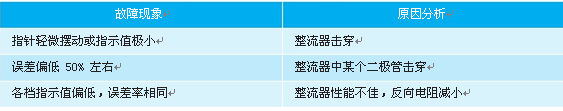 故障现象 原因分析
指针轻微摆动或指示值极小 整流器击穿
误差偏低 50% 左右 整流器中某个二极管击穿
各档指示值偏低，误差率相同 整流器性能不佳，反向电阻减小